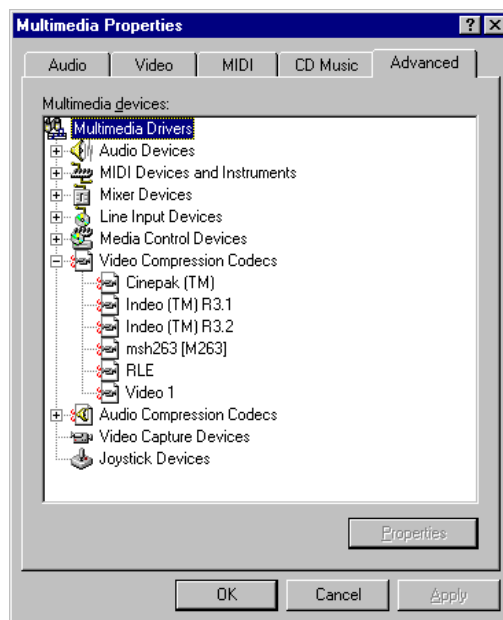 Multimedia Properties
Audio Video MIDI CD Music Advanced
Multimedia devices:
Multimedia Drivers
Audio Devices
MIDI Devices and Instruments
Mixer Devices
Line Input Devices
Media Control Devices
Video Compression Codecs
Cinepak (TM)
Indeo (TM) R3.1
Indeo (TM) R3.2
msh263 [M263]
RLE
Video 1
Audio Compression Codecs
Video Capture Devices
Joystick Devices
Properties
OK Cancel Apply